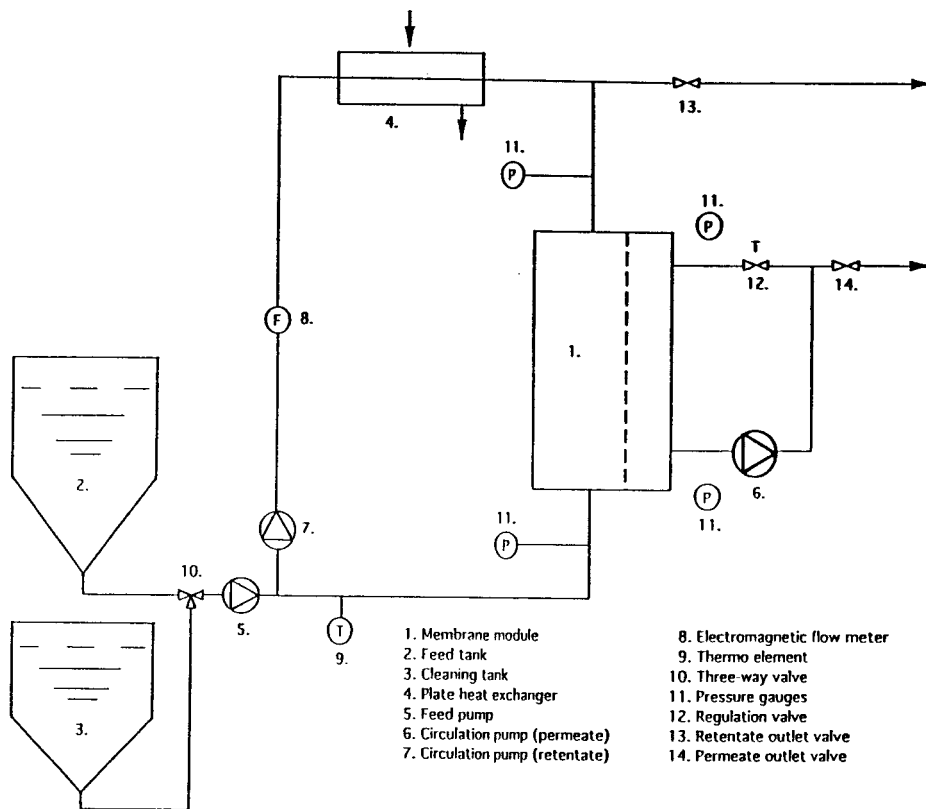 4.
13.
11.
P
11.
P
T
12.
14.
F 8.
1.
2.
7.
11.
P
6.
P
11.
10.
5.
T
9.
3.
1. Membrane module
2. Feed tank
3. Cleaning tank
4. Plate heat exchanger
5. Feed pump
6. Circulation pump (permeate)
7. Circulation pump (retentate)
8. Electromagnetic flow meter
9. Thermo element
10. Three-way valve
11. Pressure gauges
12. Regulation valve
13. Retentate outlet valve
14. Permeate outlet valve